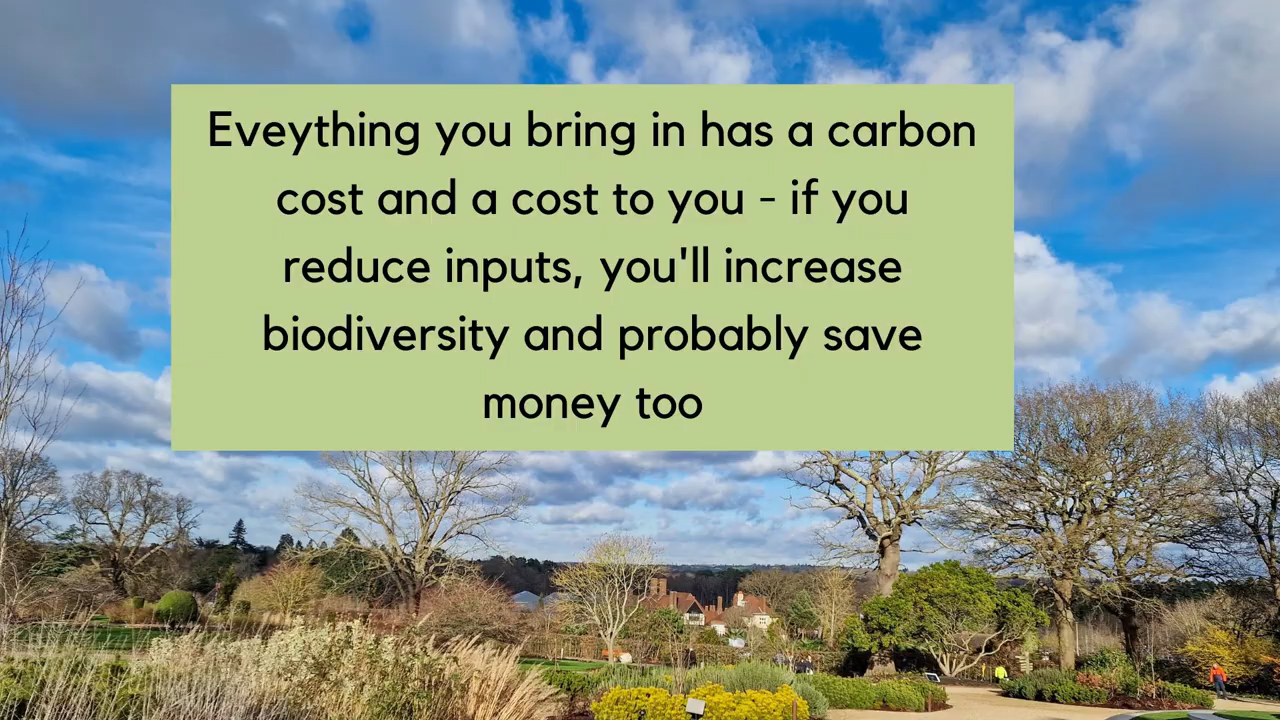 Eveything you bring in has a carbon
cost and a cost to you - if you
reduce inputs, you'll increase
biodiversity and probably save
money too